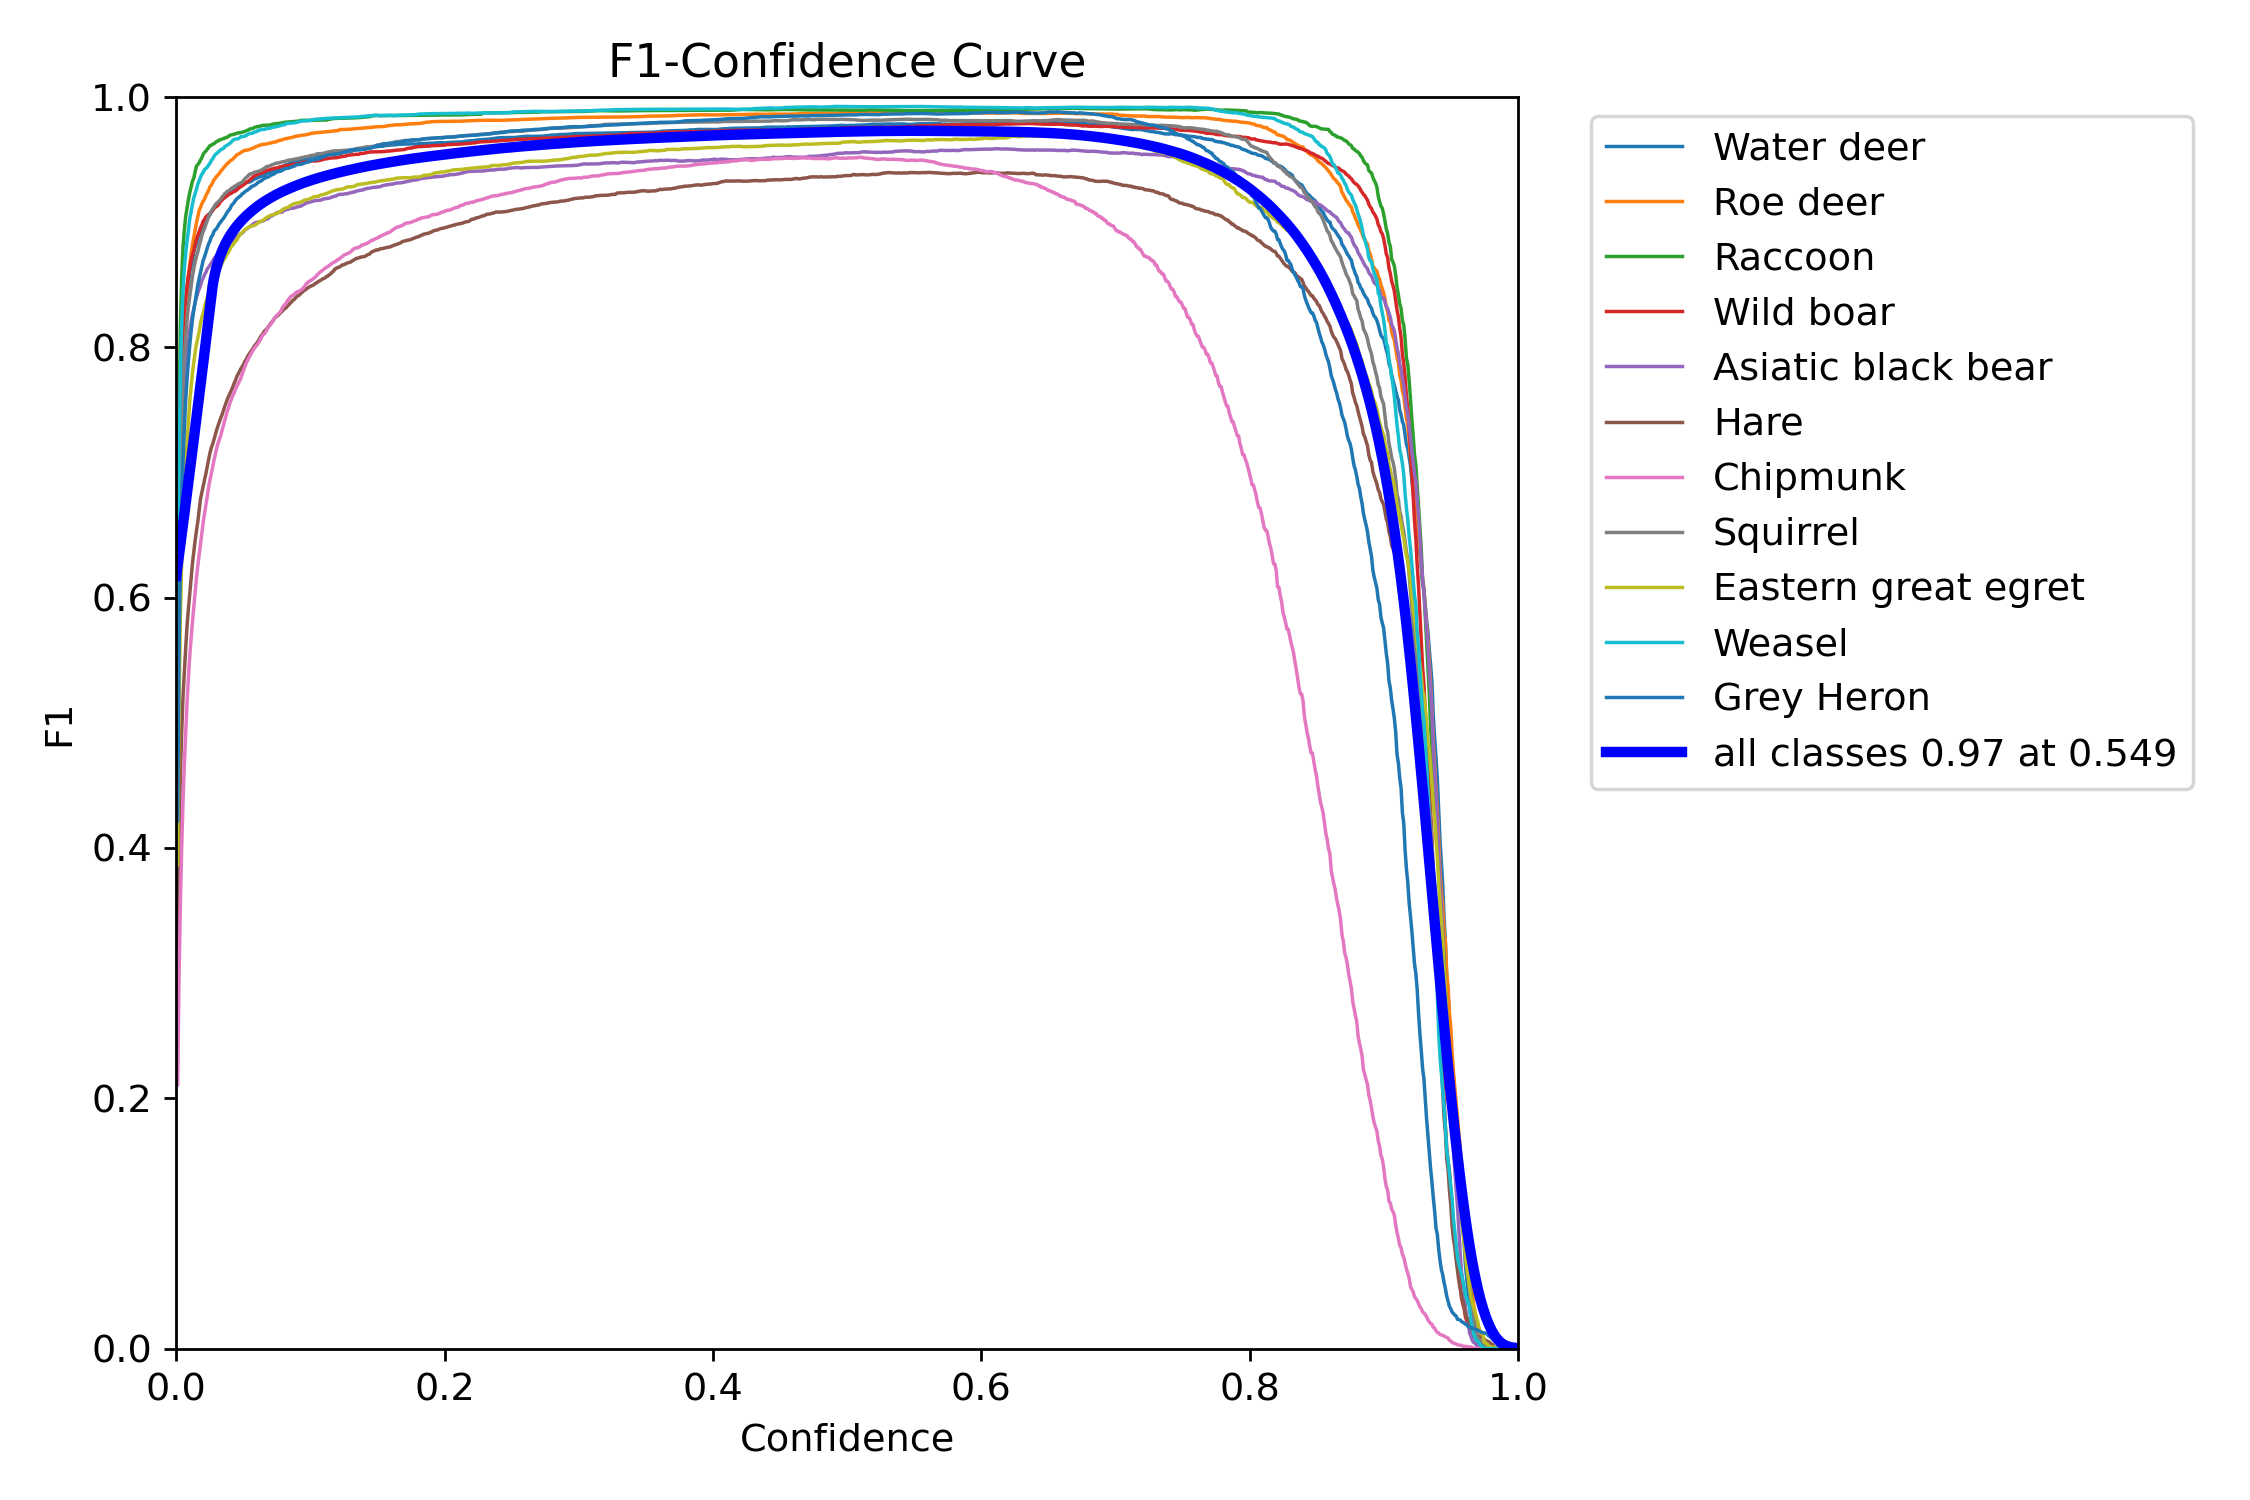 F1-Confidence Curve
1.0
0.8
0.6
0.4
0.2
0.0
F1
0.0 0.2 0.4 0.6 0.8 1.0
Confidence
Water deer
Roe deer
Raccoon
Wild boar
Asiatic black bear
Hare
Chipmunk
Squirrel
Eastern great egret
Weasel
Grey Heron
all classes 0.97 at 0.549